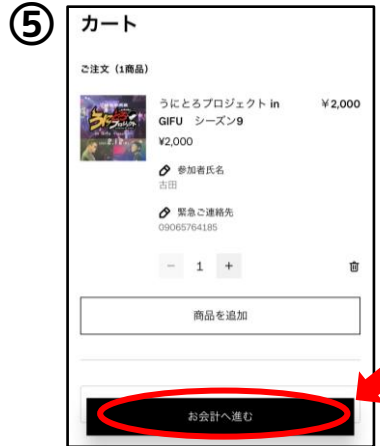 ⑤
カート
ご注文（1商品）
うにとろプロジェクト in
GIFU　シーズン9
¥2,000
¥2,000
参加者氏名
古田
緊急ご連絡先
09065764185
− 1 +
商品を追加
お会計へ進む